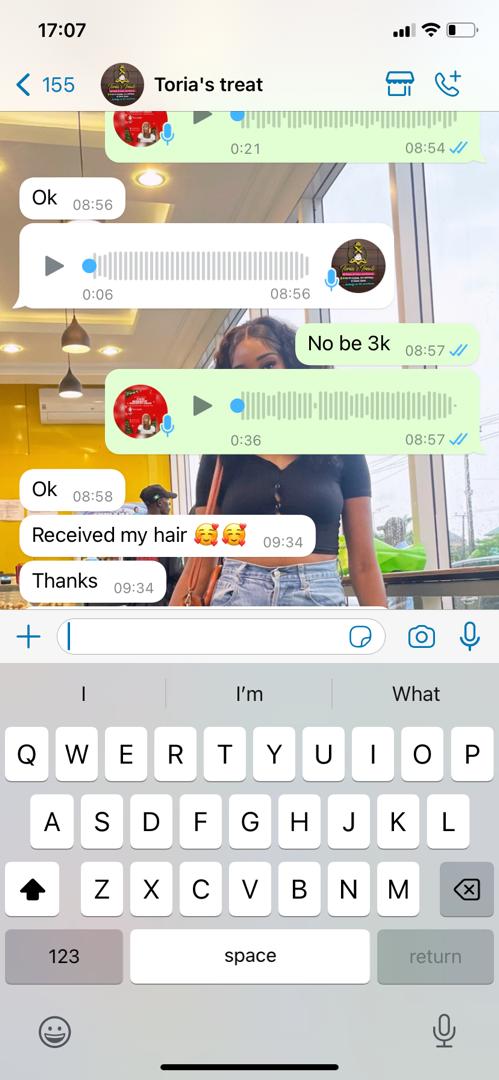 17:07
155
Toria's treat
0:21
08:54
Ok 08:56
0:06
08:56
Toria's Treats
No be 3k 08:57
0:36
08:57
Ok 08:58
Received my hair 🥰🥰 09:34
Thanks 09:34
I
I'm
What
Q W E R T Y U I O P
A S D F G H J K L
Z X C V B N M
123
space
return